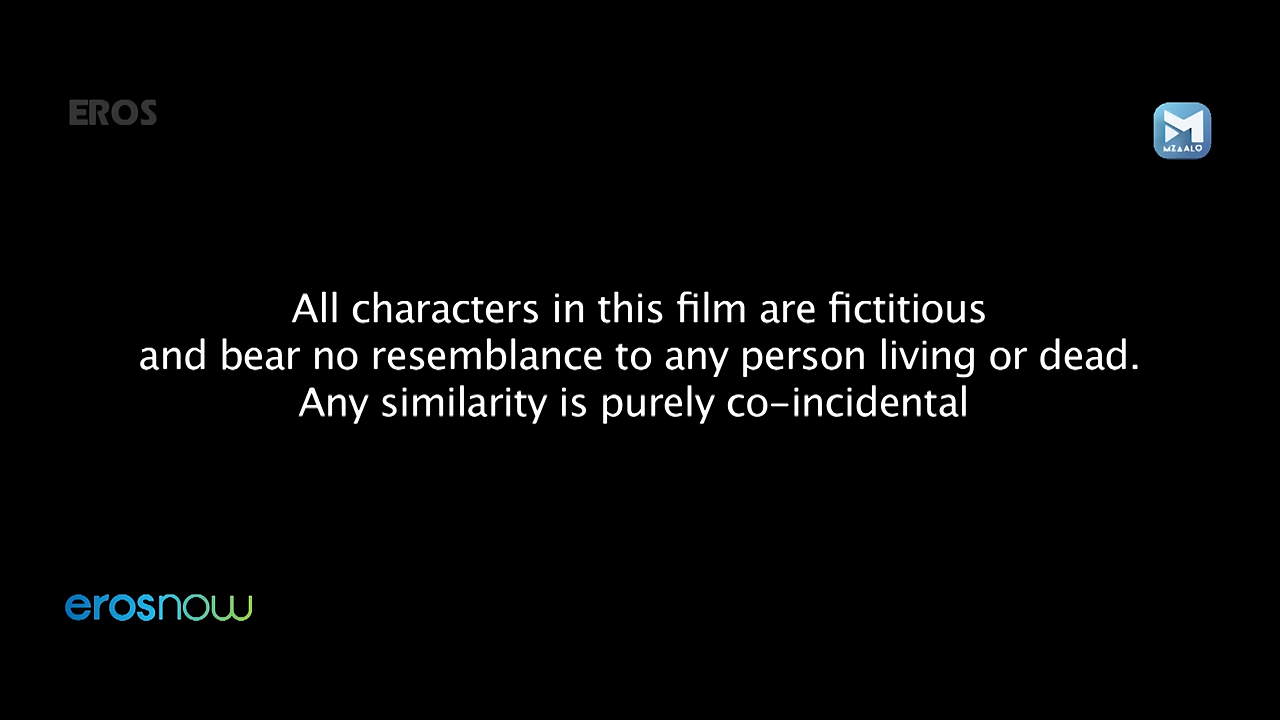 EROS
MZAALO
All characters in this film are fictitious
and bear no resemblance to any person living or dead.
Any similarity is purely co-incidental
erosnow